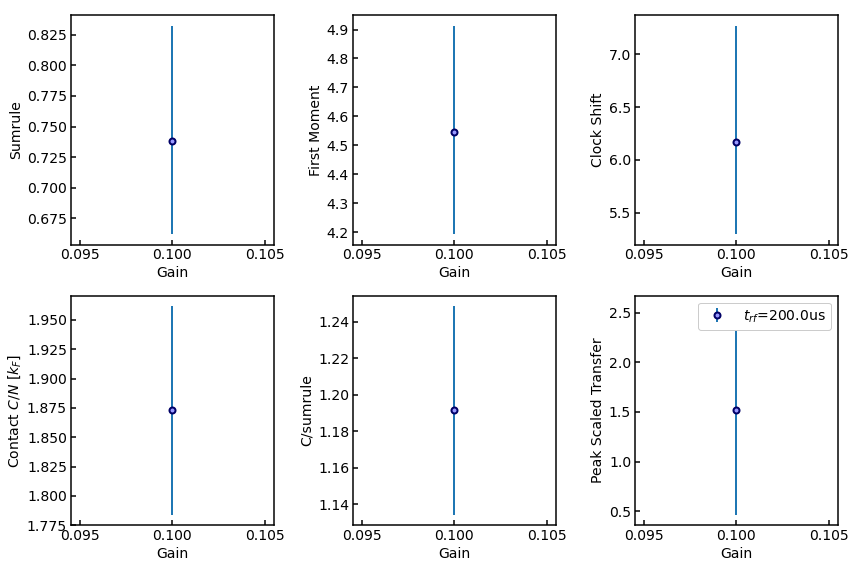 Sumrule
0.825
0.800
0.775
0.750
0.725
0.700
0.675
0.095 0.100 0.105
Gain
First Moment
4.9
4.8
4.7
4.6
4.5
4.4
4.3
4.2
0.095 0.100 0.105
Gain
Clock Shift
7.0
6.5
6.0
5.5
0.095 0.100 0.105
Gain
Contact C/N [k_F]
1.950
1.925
1.900
1.875
1.850
1.825
1.800
1.775
0.095 0.100 0.105
Gain
C/sumrule
1.24
1.22
1.20
1.18
1.16
1.14
0.095 0.100 0.105
Gain
Peak Scaled Transfer
2.5
2.0
1.5
1.0
0.5
t_rf=200.0us
0.095 0.100 0.105
Gain